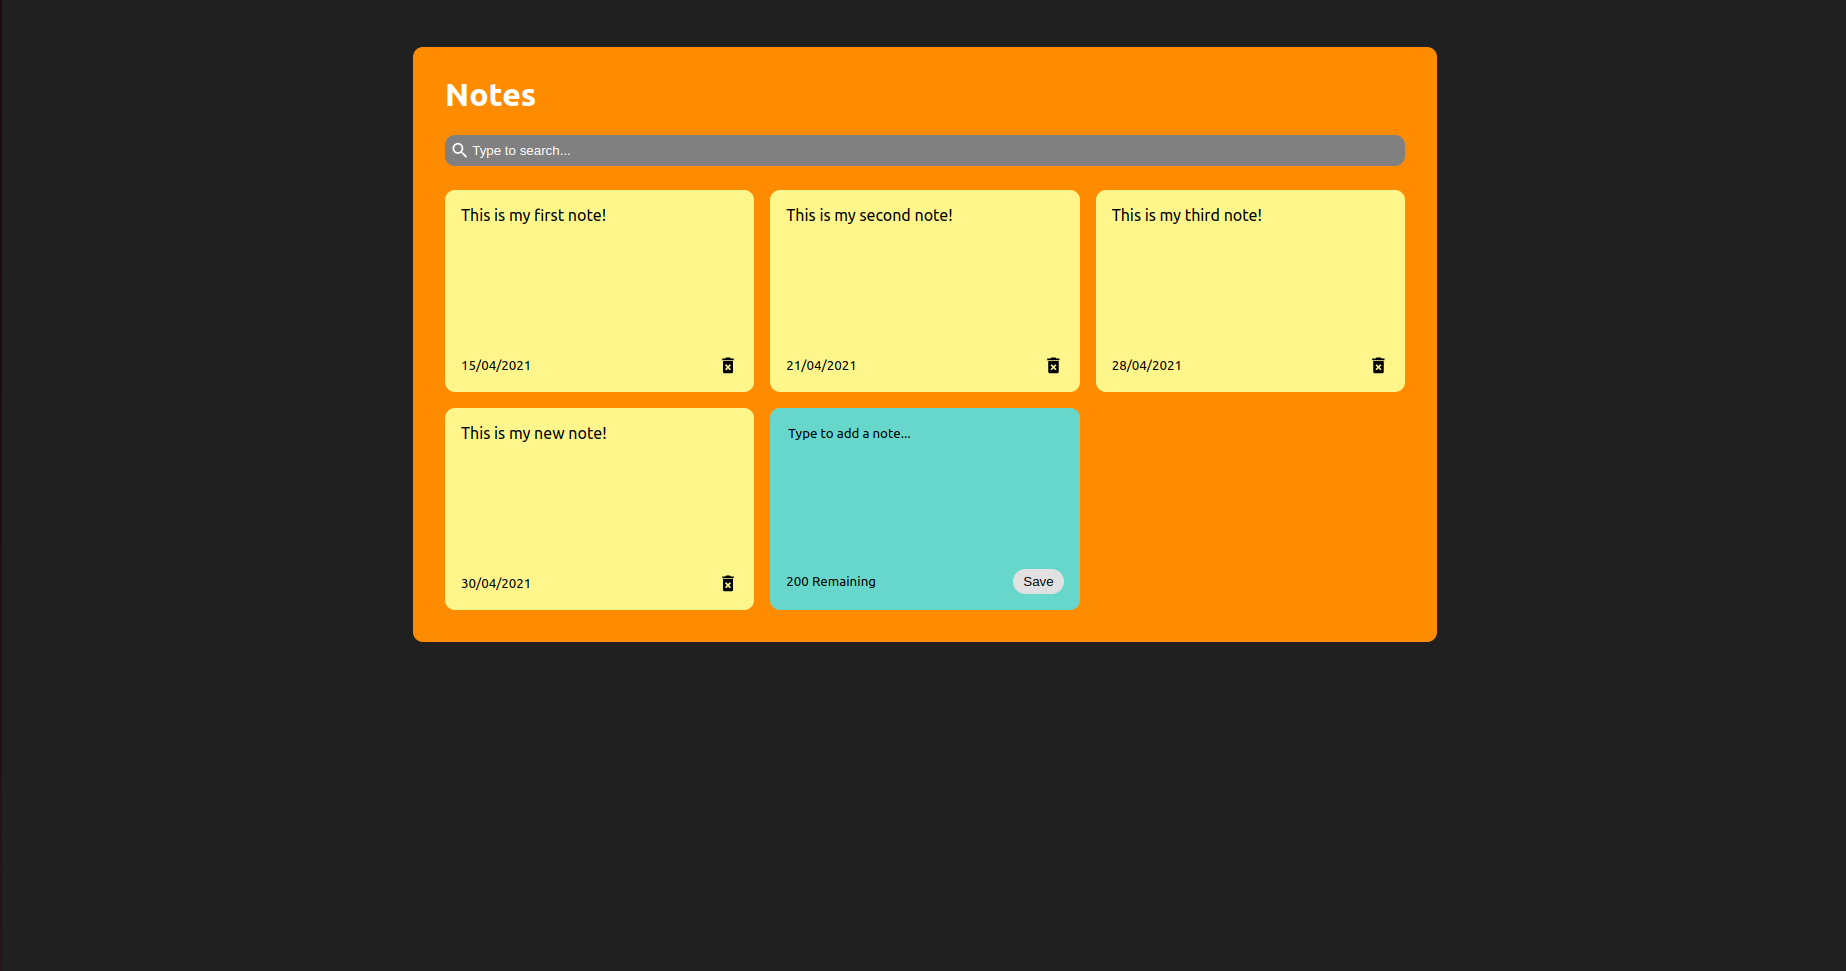 Notes
Type to search...
This is my first note!
15/04/2021
This is my second note!
21/04/2021
This is my third note!
28/04/2021
This is my new note!
30/04/2021
Type to add a note...
200 Remaining
Save